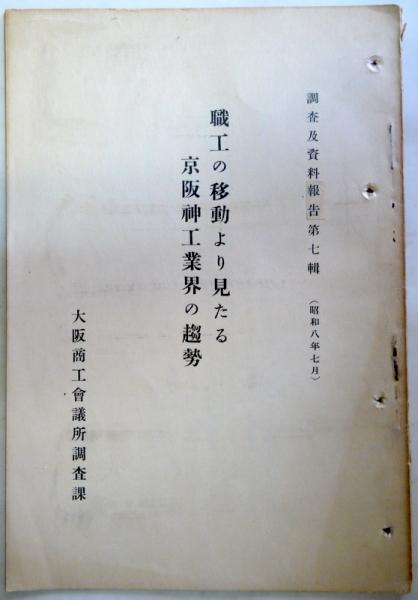 調査及資料報告第七輯
（昭和八年七月）
職工の移動より見たる
京阪神工業界の趨勢
大阪商工會議所調査課